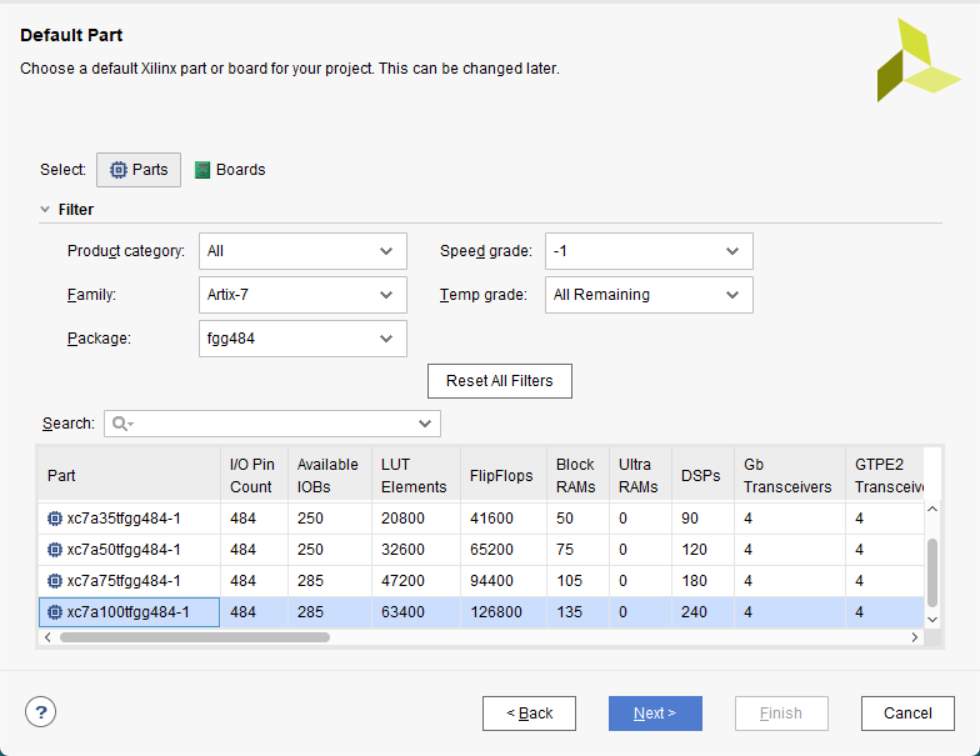 Default Part
Choose a default Xilinx part or board for your project. This can be changed later.
Select: Parts Boards
Filter
Product category: All Speed grade: -1
Family: Artix-7 Temp grade: All Remaining
Package: fgg484
Reset All Filters
Search:
Part I/O Pin Count Available IOBs LUT Elements FlipFlops Block RAMs Ultra RAMs DSPs Gb Transceivers GTPE2 Transceive
xc7a35tfgg484-1 484 250 20800 41600 50 0 90 4 4
xc7a50tfgg484-1 484 250 32600 65200 75 0 120 4 4
xc7a75tfgg484-1 484 285 47200 94400 105 0 180 4 4
xc7a100tfgg484-1 484 285 63400 126800 135 0 240 4 4
? < Back Next > Finish Cancel